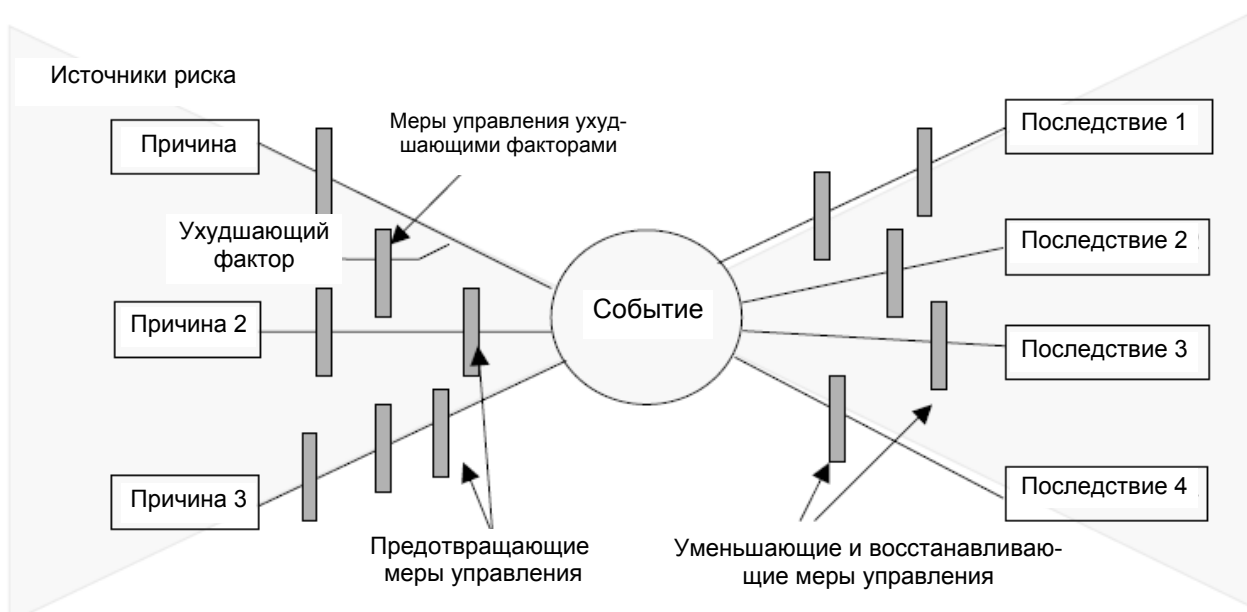 Источники риска
Причина
Меры управления ухуд-
шающими факторами
Ухудшающий
фактор
Причина 2
Причина 3
Предотвращающие
меры управления
Событие
Последствие 1
Последствие 2
Последствие 3
Последствие 4
Уменьшающие и восстанавливаю-
щие меры управления